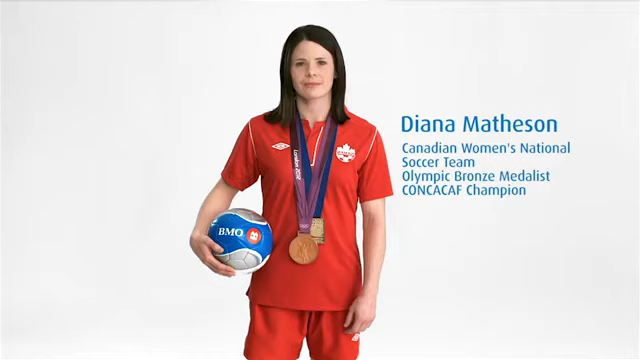 Diana Matheson
Canadian Women's National
Soccer Team
Olympic Bronze Medalist
CONCACAF Champion
London 2012
BMO